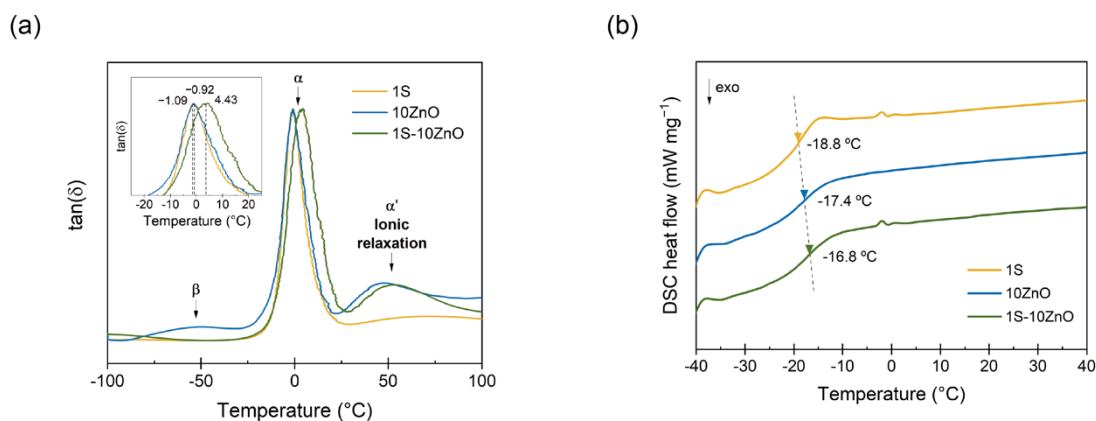 (a)
−0.92
−1.09
4.43
tan(δ)
-20
-10
0
10
20
Temperature (°C)
α
1S
10ZnO
1S-10ZnO
α'
Ionic
relaxation
β
tan(δ)
-100
-50
0
50
100
Temperature (°C)
(b)
exo
-18.8 ºC
-17.4 ºC
-16.8 ºC
1S
10ZnO
1S-10ZnO
DSC heat flow (mW mg⁻¹)
-40
-30
-20
-10
0
10
20
30
40
Temperature (°C)